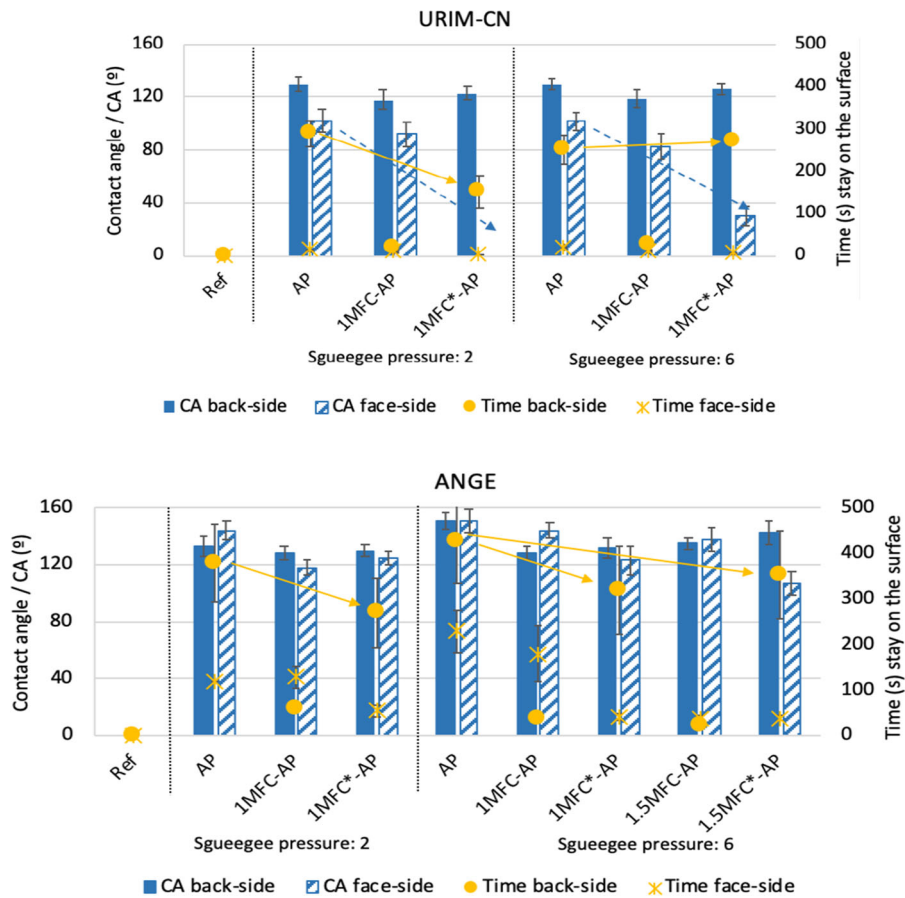 URIM-CN
160
120
80
40
0
Contact angle / CA (º)
500
400
300
200
100
0
Time (s) stay on the surface
Ref
AP
1MFC-AP
1MFC*-AP
AP
1MFC-AP
1MFC*-AP
Sgueegee pressure: 2
Sgueegee pressure: 6
CA back-side CA face-side Time back-side Time face-side
ANGE
160
120
80
40
0
Contact angle / CA (º)
500
400
300
200
100
0
Time (s) stay on the surface
Ref
AP
1MFC-AP
1MFC*-AP
AP
1MFC-AP
1MFC*-AP
1.5MFC-AP
1.5MFC*-AP
Sgueegee pressure: 2
Sgueegee pressure: 6
CA back-side CA face-side Time back-side Time face-side